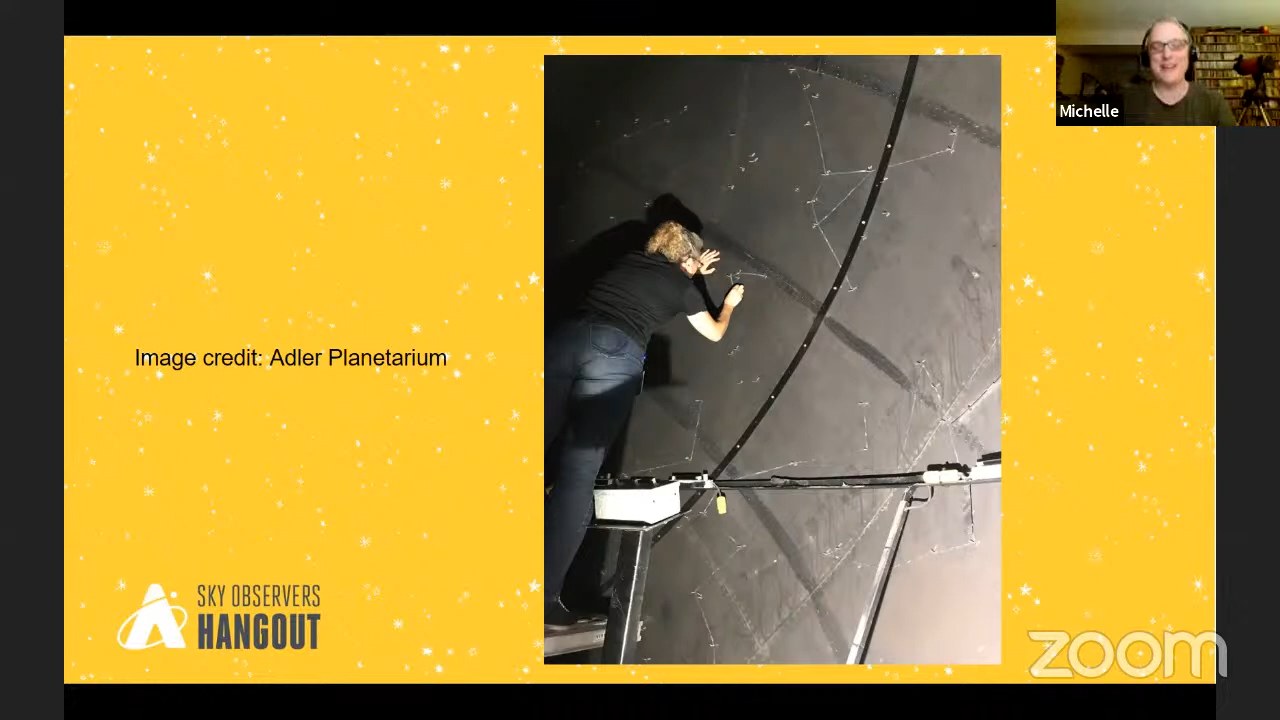 Michelle
Image credit: Adler Planetarium
SKY OBSERVERS
HANGOUT
zoom